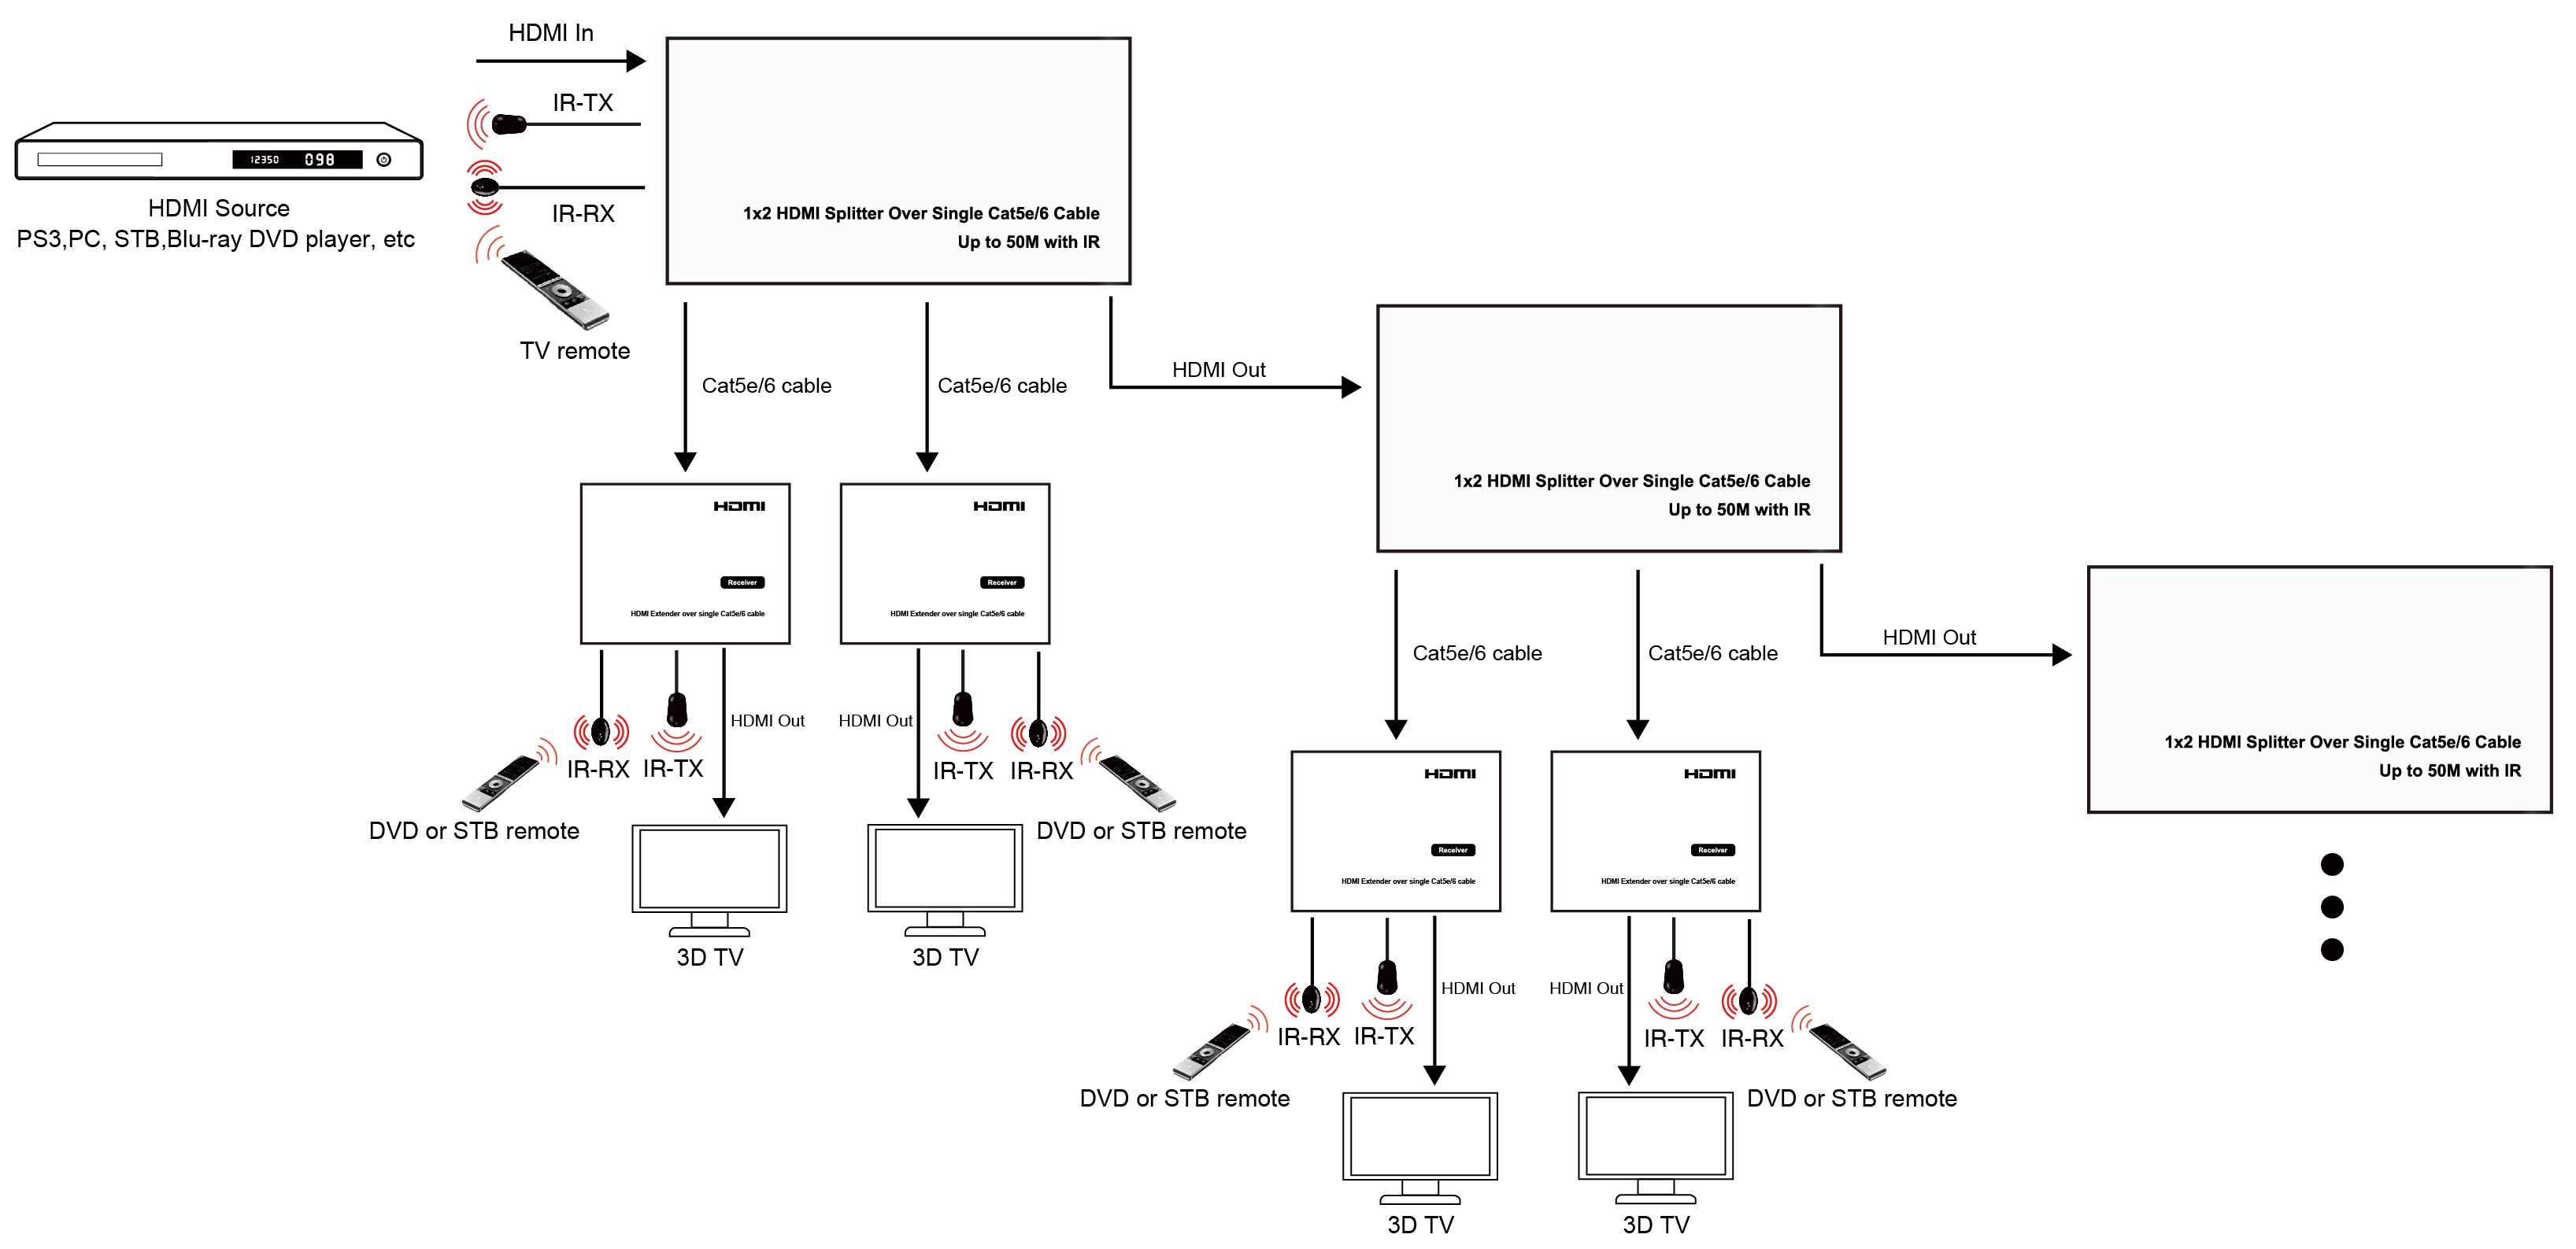 HDMI In
IR-TX
12350 098
IR-RX
HDMI Source
PS3,PC, STB,Blu-ray DVD player, etc
TV remote
1x2 HDMI Splitter Over Single Cat5e/6 Cable
Up to 50M with IR
Cat5e/6 cable
Cat5e/6 cable
HDMI Out
HDMI
Receiver
HDMI Extender over single Cat5e/6 cable
HDMI
Receiver
HDMI Extender over single Cat5e/6 cable
IR-RX
IR-TX
HDMI Out
DVD or STB remote
3D TV
HDMI Out
IR-TX
IR-RX
DVD or STB remote
3D TV
1x2 HDMI Splitter Over Single Cat5e/6 Cable
Up to 50M with IR
Cat5e/6 cable
Cat5e/6 cable
HDMI Out
HDMI
Receiver
HDMI Extender over single Cat5e/6 cable
HDMI
Receiver
HDMI Extender over single Cat5e/6 cable
IR-RX
IR-TX
HDMI Out
DVD or STB remote
3D TV
HDMI Out
IR-TX
IR-RX
DVD or STB remote
3D TV
1x2 HDMI Splitter Over Single Cat5e/6 Cable
Up to 50M with IR